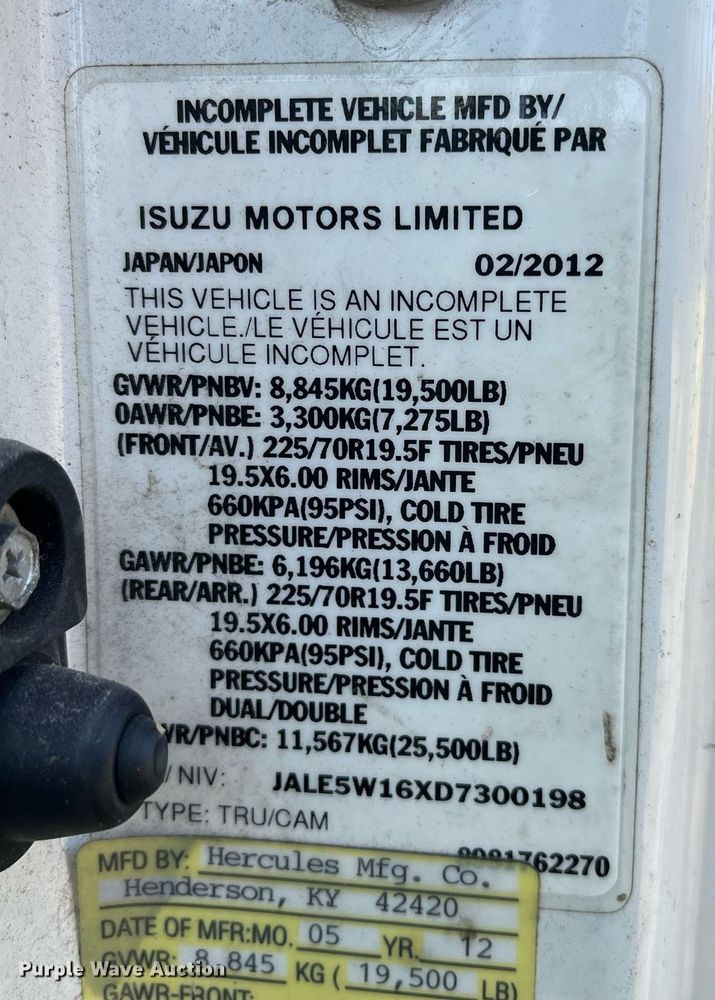 INCOMPLETE VEHICLE MFD BY/
VÉHICULE INCOMPLET FABRIQUÉ PAR
ISUZU MOTORS LIMITED
JAPAN/JAPON 02/2012
THIS VEHICLE IS AN INCOMPLETE
VEHICLE./LE VÉHICULE EST UN
VÉHICULE INCOMPLET.
GVWR/PNBV: 8,845KG(19,500LB)
OAWR/PNBE: 3,300KG(7,275LB)
(FRONT/AV.) 225/70R19.5F TIRES/PNEU
19.5X6.00 RIMS/JANTE
660KPA(95PSI), COLD TIRE
PRESSURE/PRESSION À FROID
GAWR/PNBE: 6,196KG(13,660LB)
(REAR/ARR.) 225/70R19.5F TIRES/PNEU
19.5X6.00 RIMS/JANTE
660KPA(95PSI), COLD TIRE
PRESSURE/PRESSION À FROID
DUAL/DOUBLE
WR/PNBC: 11,567KG(25,500LB)
/ NIV: JALE5W16XD7300198
TYPE: TRU/CAM
8981762270
MFD BY: Hercules Mfg. Co.
Henderson, KY 42420
DATE OF MFR:MO. 05 YR. 12
GVWR: 8,845 KG ( 19,500 LB)
GAWR-FRONT:
Purple Wave Auction